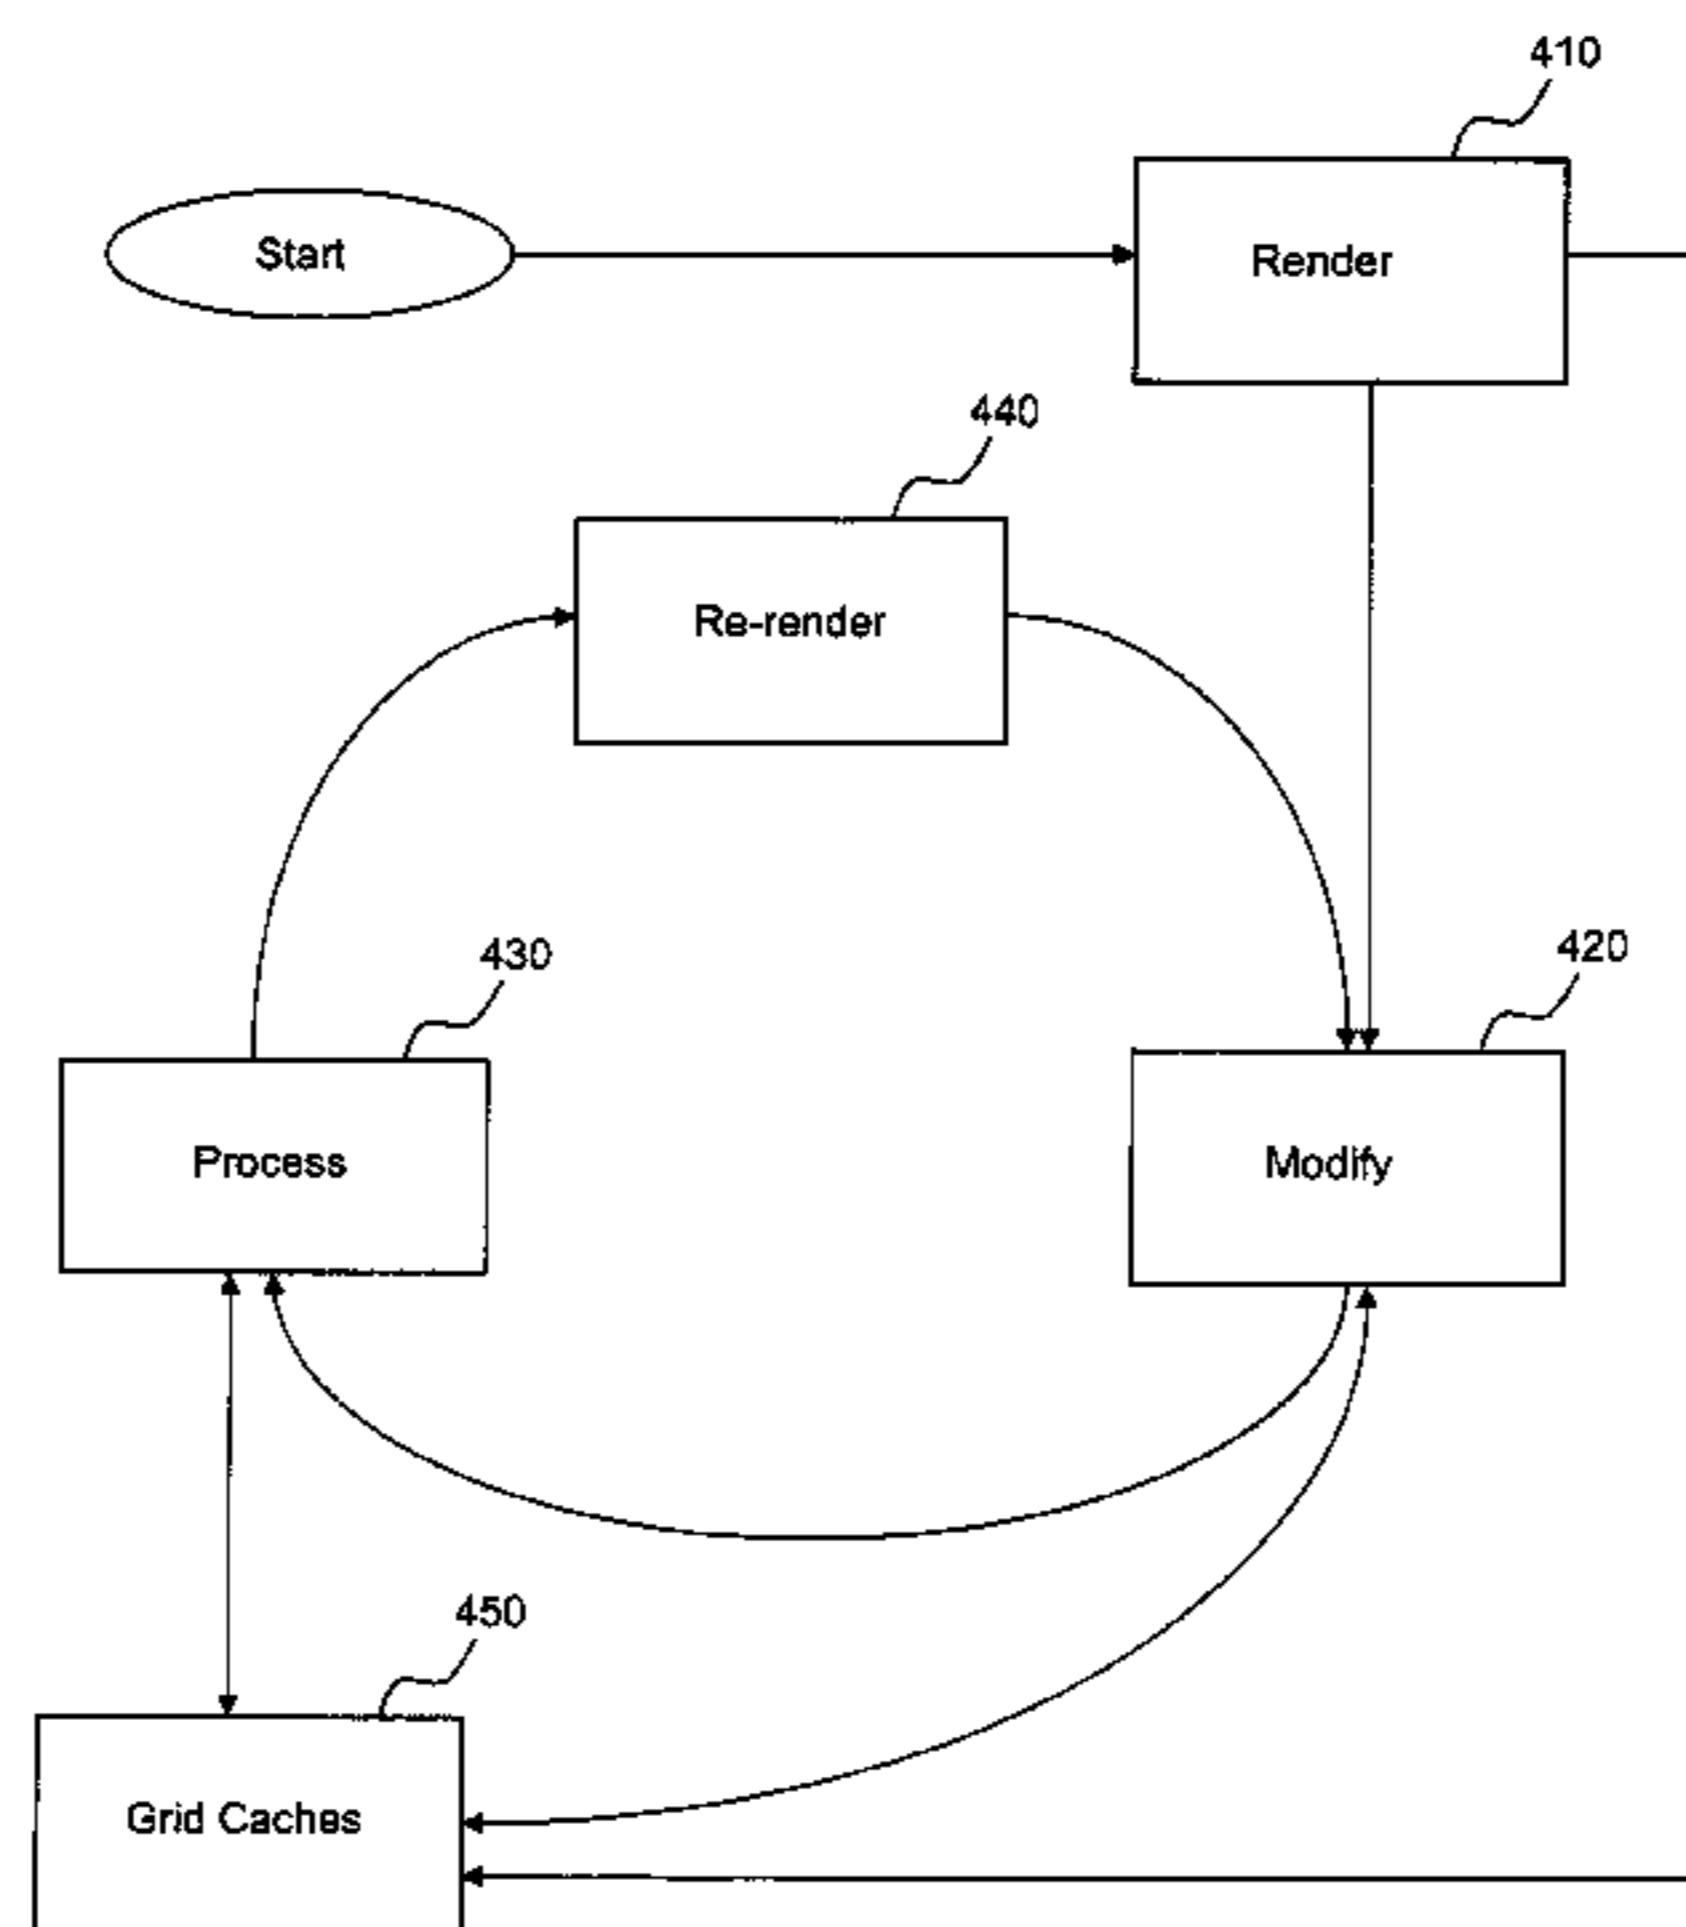 410
Start
Render
440
Re-render
430
420
Process
Modify
450
Grid Caches